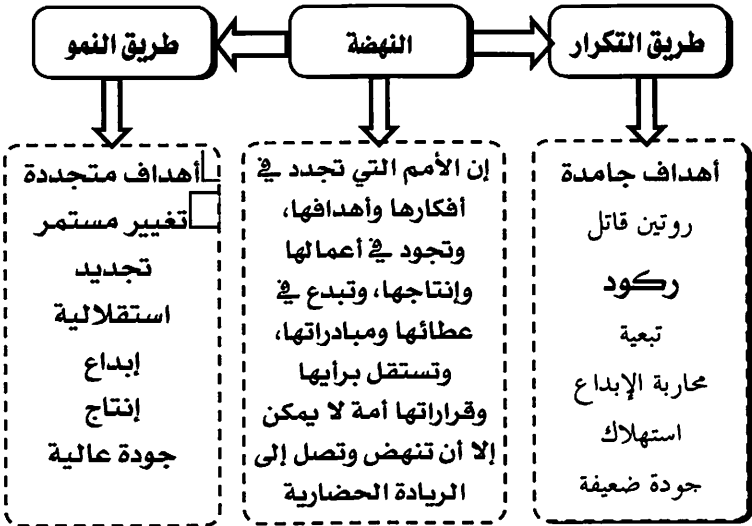 طريق التكرار
النهضة
طريق النمو
أهداف جامدة
روتين قاتل
ركود
تبعية
محاربة الإبداع
استهلاك
جودة ضعيفة
إن الأمم التي تجدد في
أفكارها وأهدافها،
وتجود في أعمالها
وإنتاجها، وتبدع في
عطائها ومبادراتها،
وتستقل برأيها
وقراراتها أمة لا يمكن
إلا أن تنهض وتصل إلى
الريادة الحضارية
أهداف متجددة
تغيير مستمر
تجديد
استقلالية
إبداع
إنتاج
جودة عالية